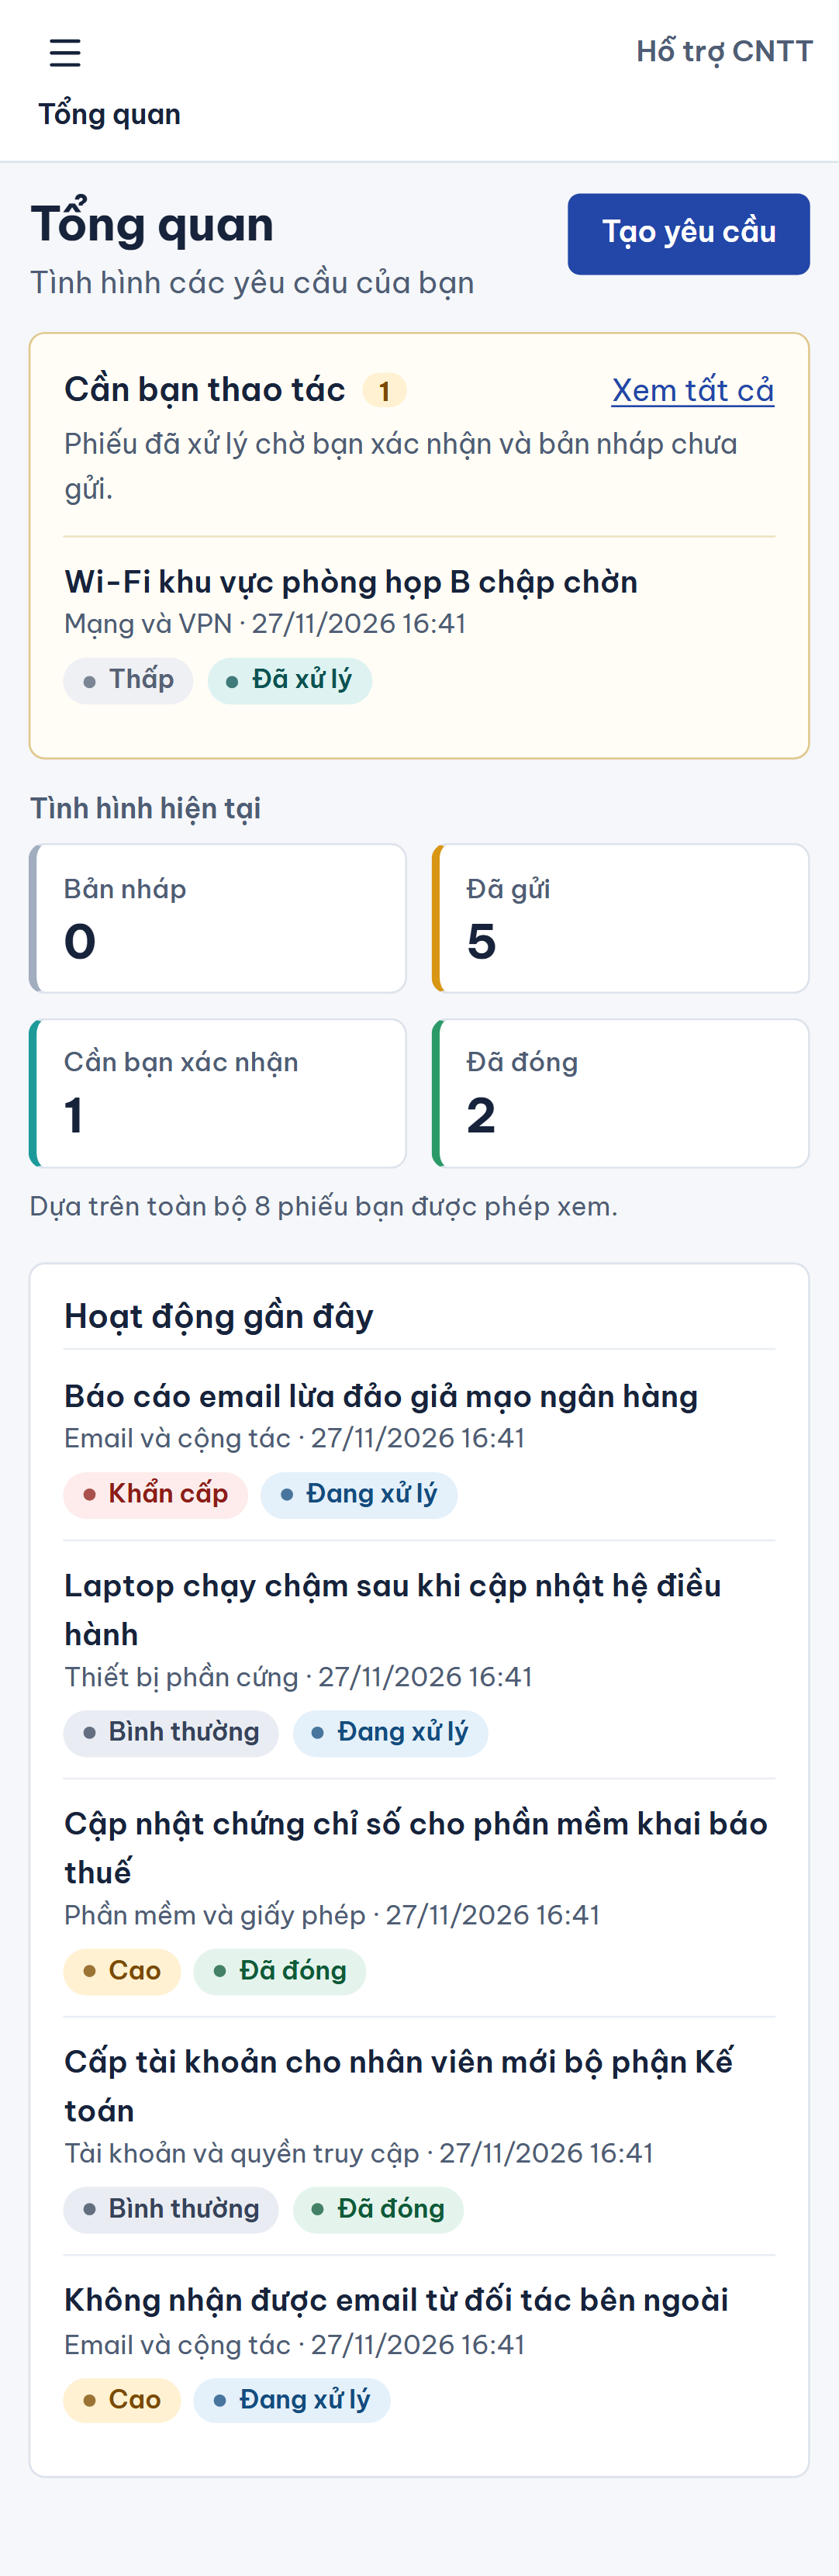 Hỗ trợ CNTT
Tổng quan
Tổng quan
Tạo yêu cầu
Tình hình các yêu cầu của bạn
Cần bạn thao tác 1
Xem tất cả
Phiếu đã xử lý chờ bạn xác nhận và bản nháp chưa
gửi.
Wi-Fi khu vực phòng họp B chập chờn
Mạng và VPN · 27/11/2026 16:41
Thấp Đã xử lý
Tình hình hiện tại
Bản nháp
0
Đã gửi
5
Cần bạn xác nhận
1
Đã đóng
2
Dựa trên toàn bộ 8 phiếu bạn được phép xem.
Hoạt động gần đây
Báo cáo email lừa đảo giả mạo ngân hàng
Email và cộng tác · 27/11/2026 16:41
Khẩn cấp Đang xử lý
Laptop chạy chậm sau khi cập nhật hệ điều
hành
Thiết bị phần cứng · 27/11/2026 16:41
Bình thường Đang xử lý
Cập nhật chứng chỉ số cho phần mềm khai báo
thuế
Phần mềm và giấy phép · 27/11/2026 16:41
Cao Đã đóng
Cấp tài khoản cho nhân viên mới bộ phận Kế
toán
Tài khoản và quyền truy cập · 27/11/2026 16:41
Bình thường Đã đóng
Không nhận được email từ đối tác bên ngoài
Email và cộng tác · 27/11/2026 16:41
Cao Đang xử lý